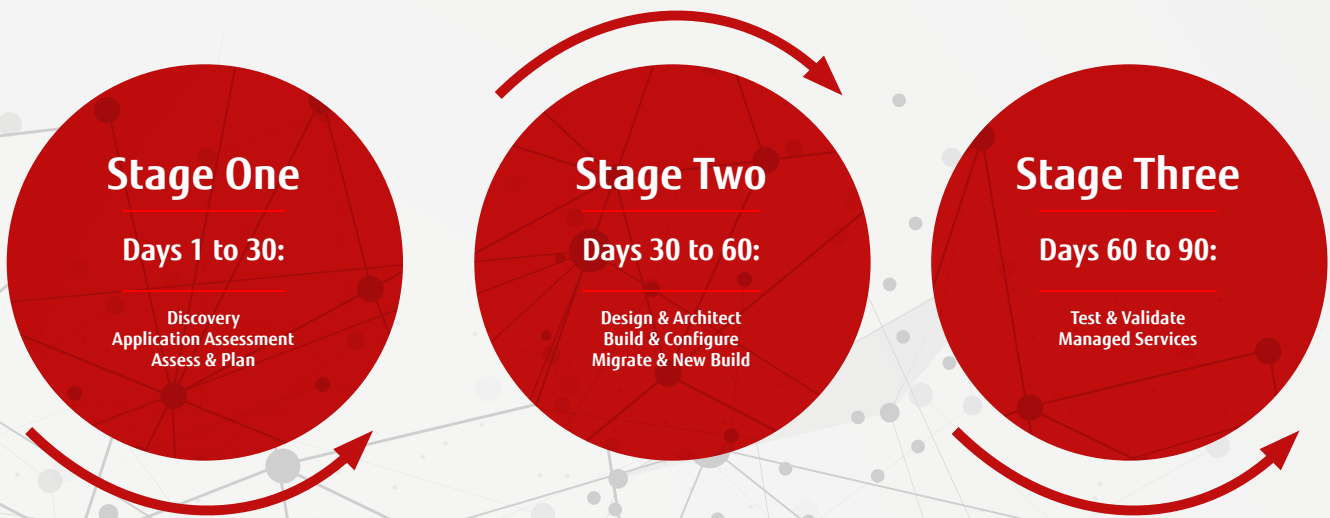 Stage One
Days 1 to 30:
Discovery
Application Assessment
Assess & Plan
Stage Two
Days 30 to 60:
Design & Architect
Build & Configure
Migrate & New Build
Stage Three
Days 60 to 90:
Test & Validate
Managed Services